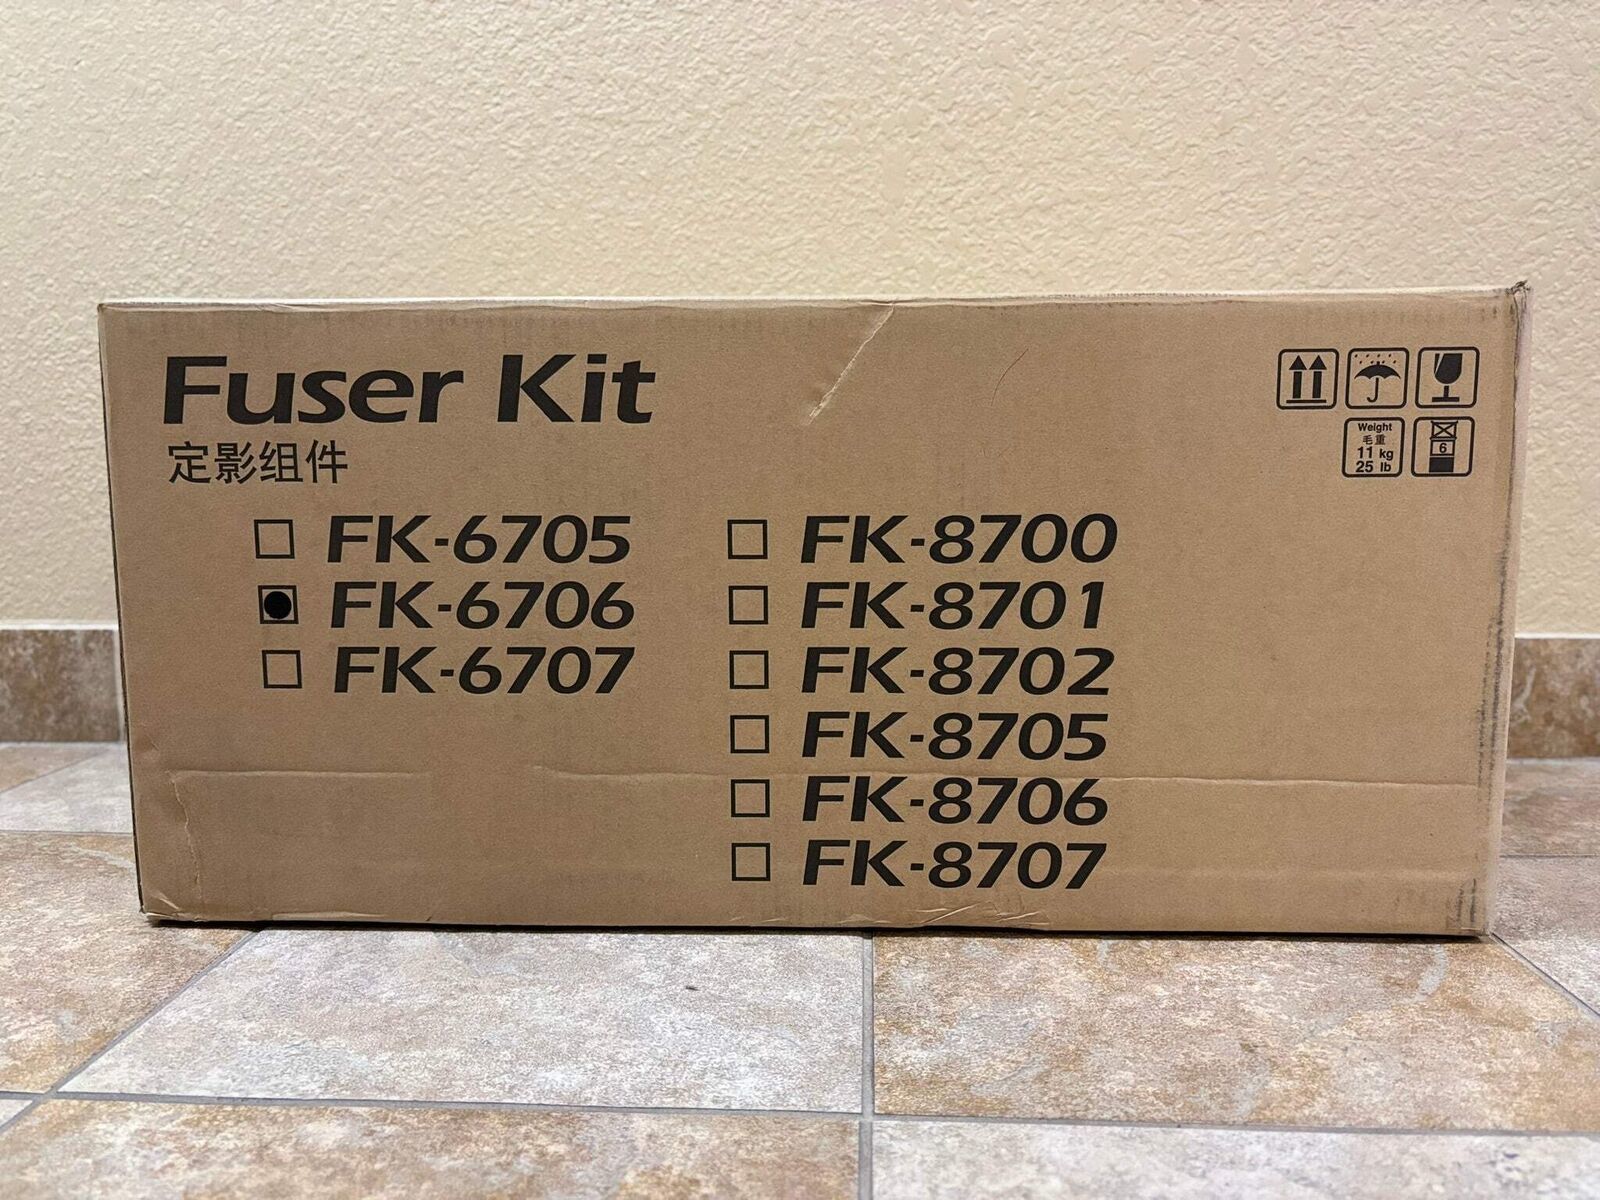 Fuser Kit
定影组件
FK-6705
FK-6706
FK-6707
FK-8700
FK-8701
FK-8702
FK-8705
FK-8706
FK-8707
Weight
毛重
11 kg
25 lb
6